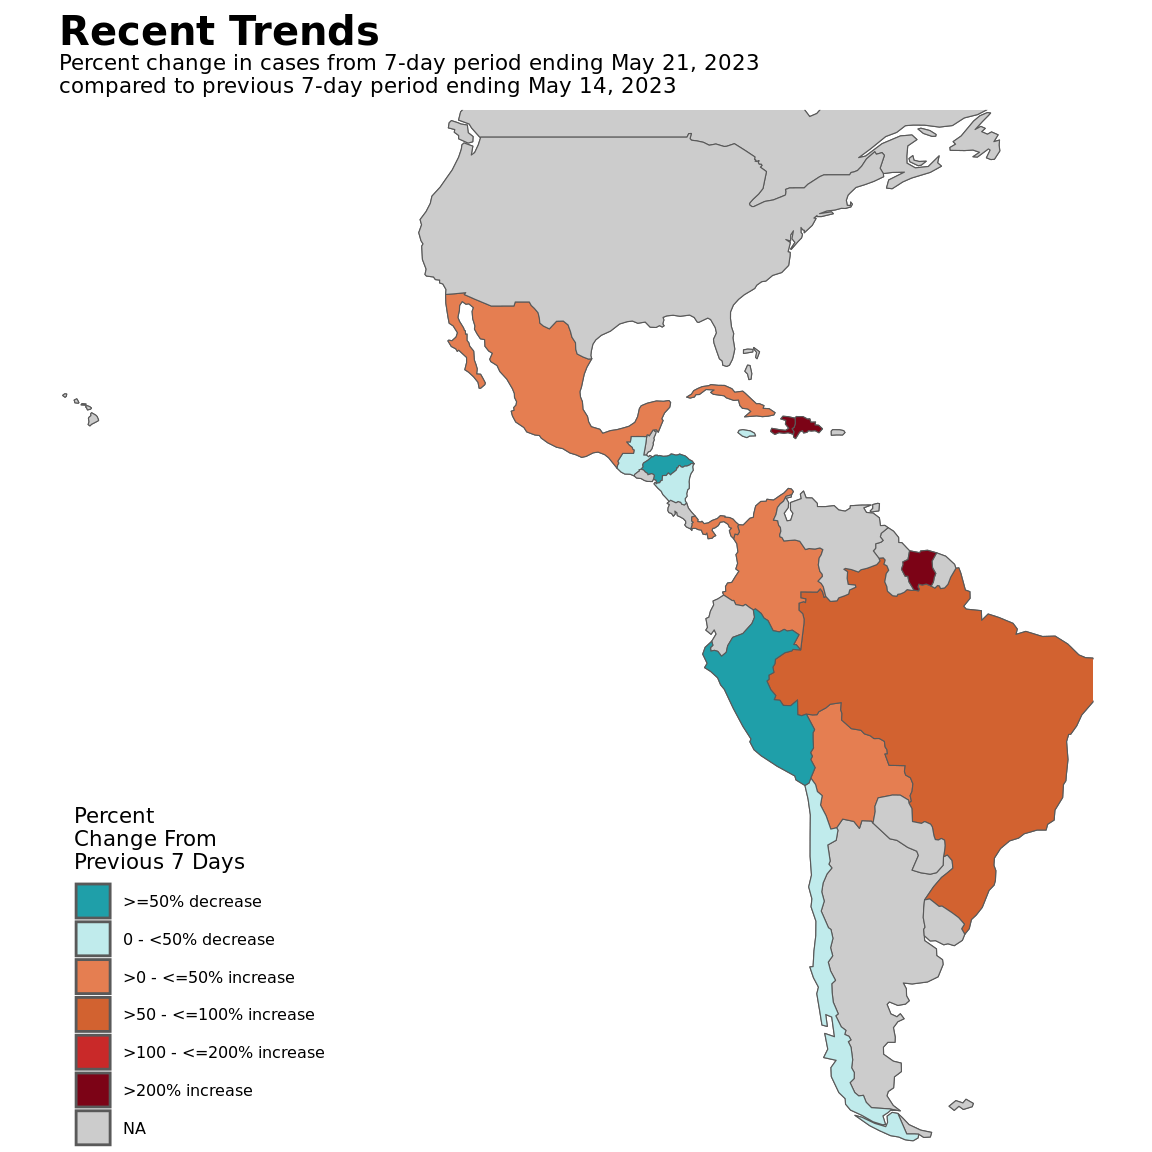 Recent Trends
Percent change in cases from 7-day period ending May 21, 2023
compared to previous 7-day period ending May 14, 2023
Percent
Change From
Previous 7 Days
>=50% decrease
0 - <50% decrease
>0 - <=50% increase
>50 - <=100% increase
>100 - <=200% increase
>200% increase
NA